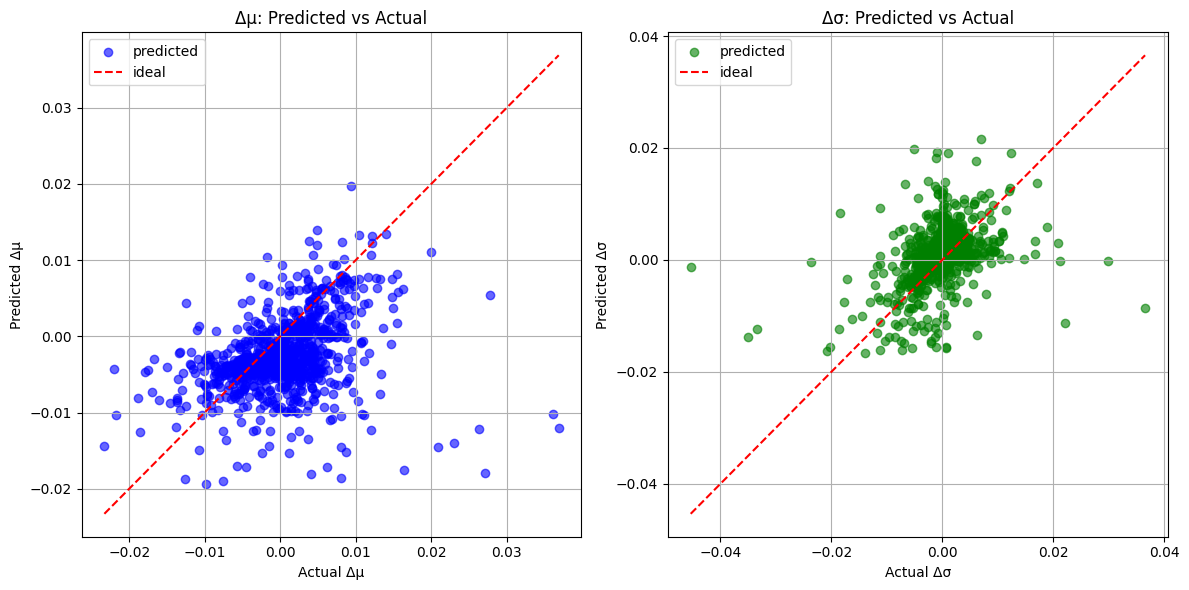 Δμ: Predicted vs Actual
predicted
ideal
0.03
0.02
0.01
0.00
−0.01
−0.02
Predicted Δμ
−0.02 −0.01 0.00 0.01 0.02 0.03
Actual Δμ
Δσ: Predicted vs Actual
predicted
ideal
0.04
0.02
0.00
−0.02
−0.04
Predicted Δσ
−0.04 −0.02 0.00 0.02 0.04
Actual Δσ